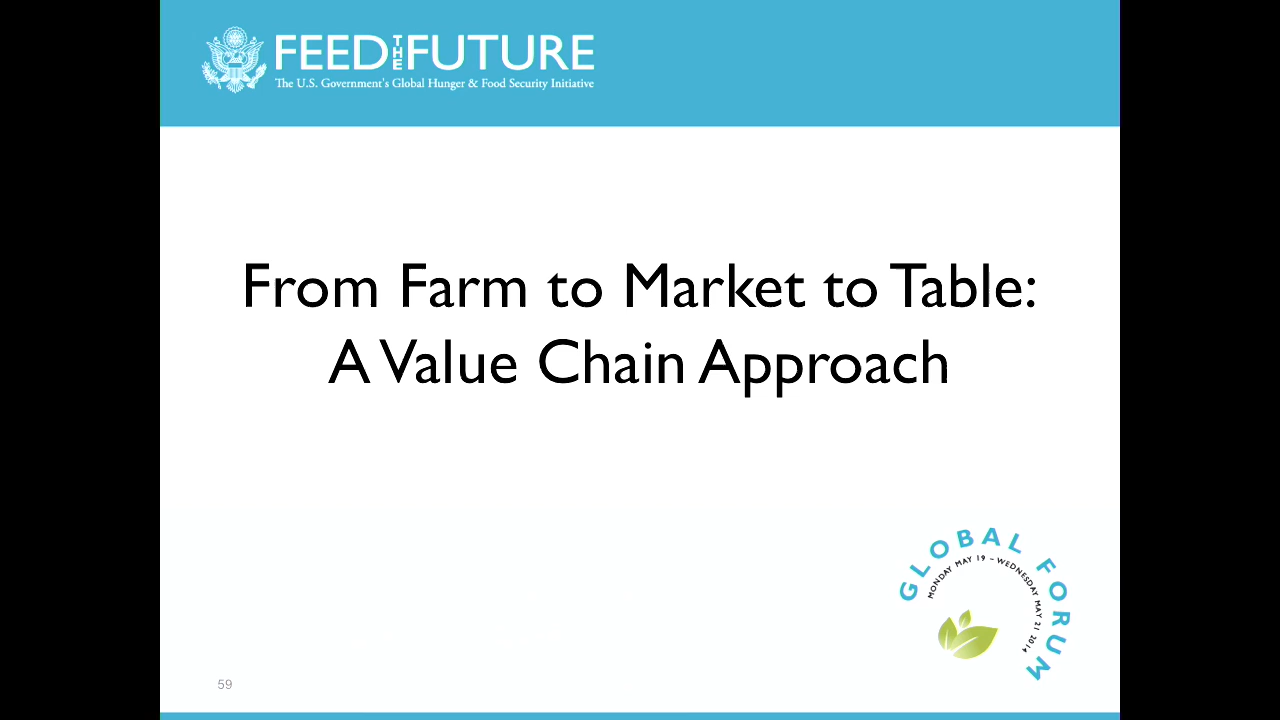 FEED THE FUTURE
The U.S. Government's Global Hunger & Food Security Initiative
From Farm to Market to Table:
A Value Chain Approach
GLOBAL FORUM
MONDAY MAY 19 – WEDNESDAY MAY 21 2014
59